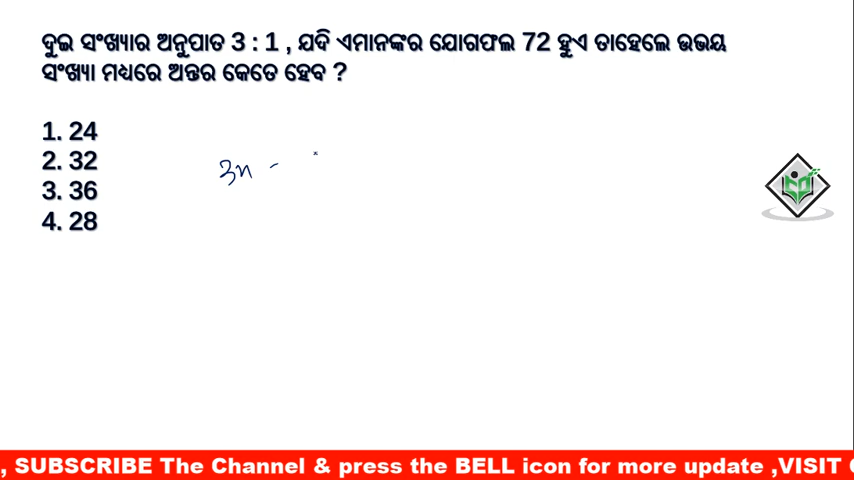 ଦୁଇ ସଂଖ୍ୟାର ଅନୁପାତ 3 : 1 , ଯଦି ଏମାନଙ୍କର ଯୋଗଫଲ 72 ହୁଏ ତାହେଲେ ଉଭୟ
ସଂଖ୍ୟା ମଧ୍ୟରେ ଅନ୍ତର କେତେ ହେବ ?
1. 24
2. 32
3. 36
4. 28
, SUBSCRIBE The Channel & press the BELL icon for more update ,VISIT